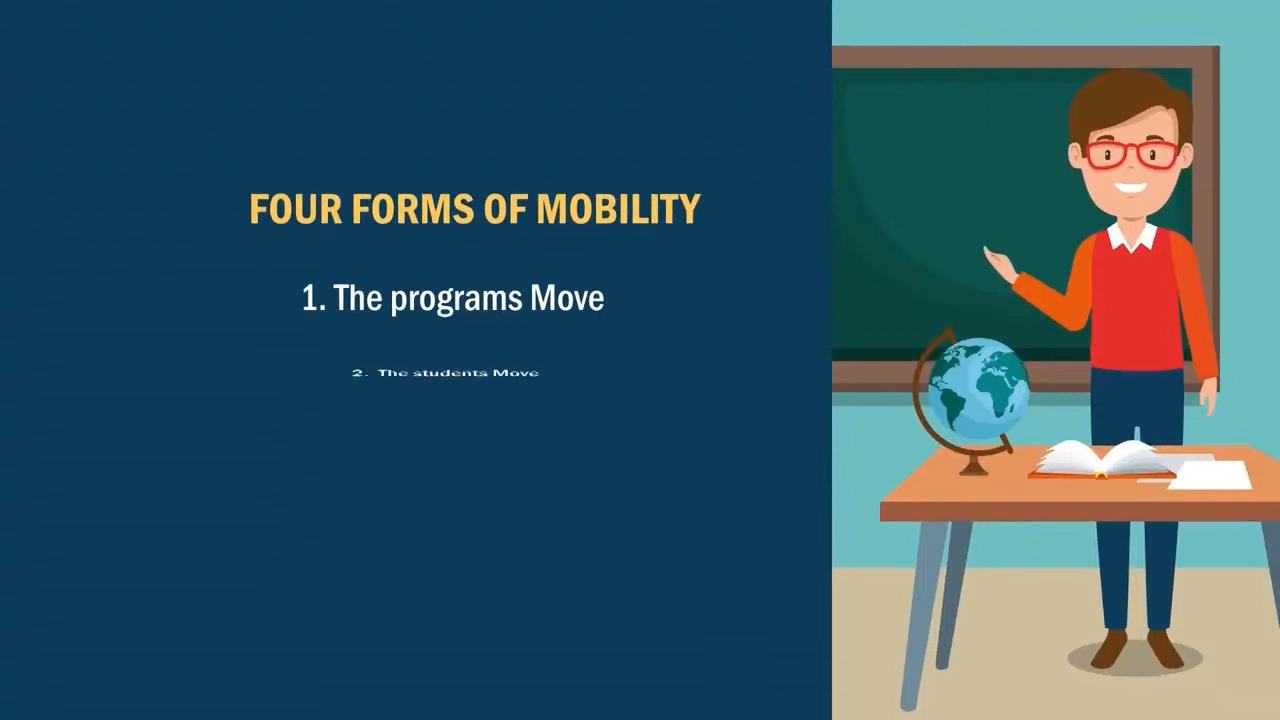 FOUR FORMS OF MOBILITY
1. The programs Move
2. The students Move